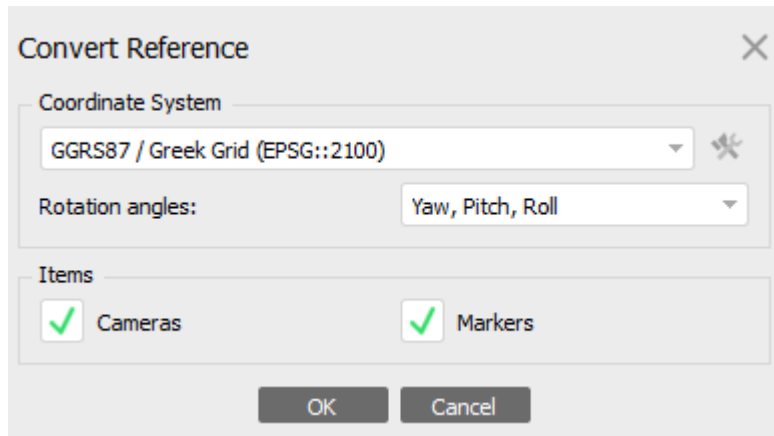 Convert Reference
Coordinate System
GGRS87 / Greek Grid (EPSG::2100)
Rotation angles: Yaw, Pitch, Roll
Items
Cameras Markers
OK Cancel